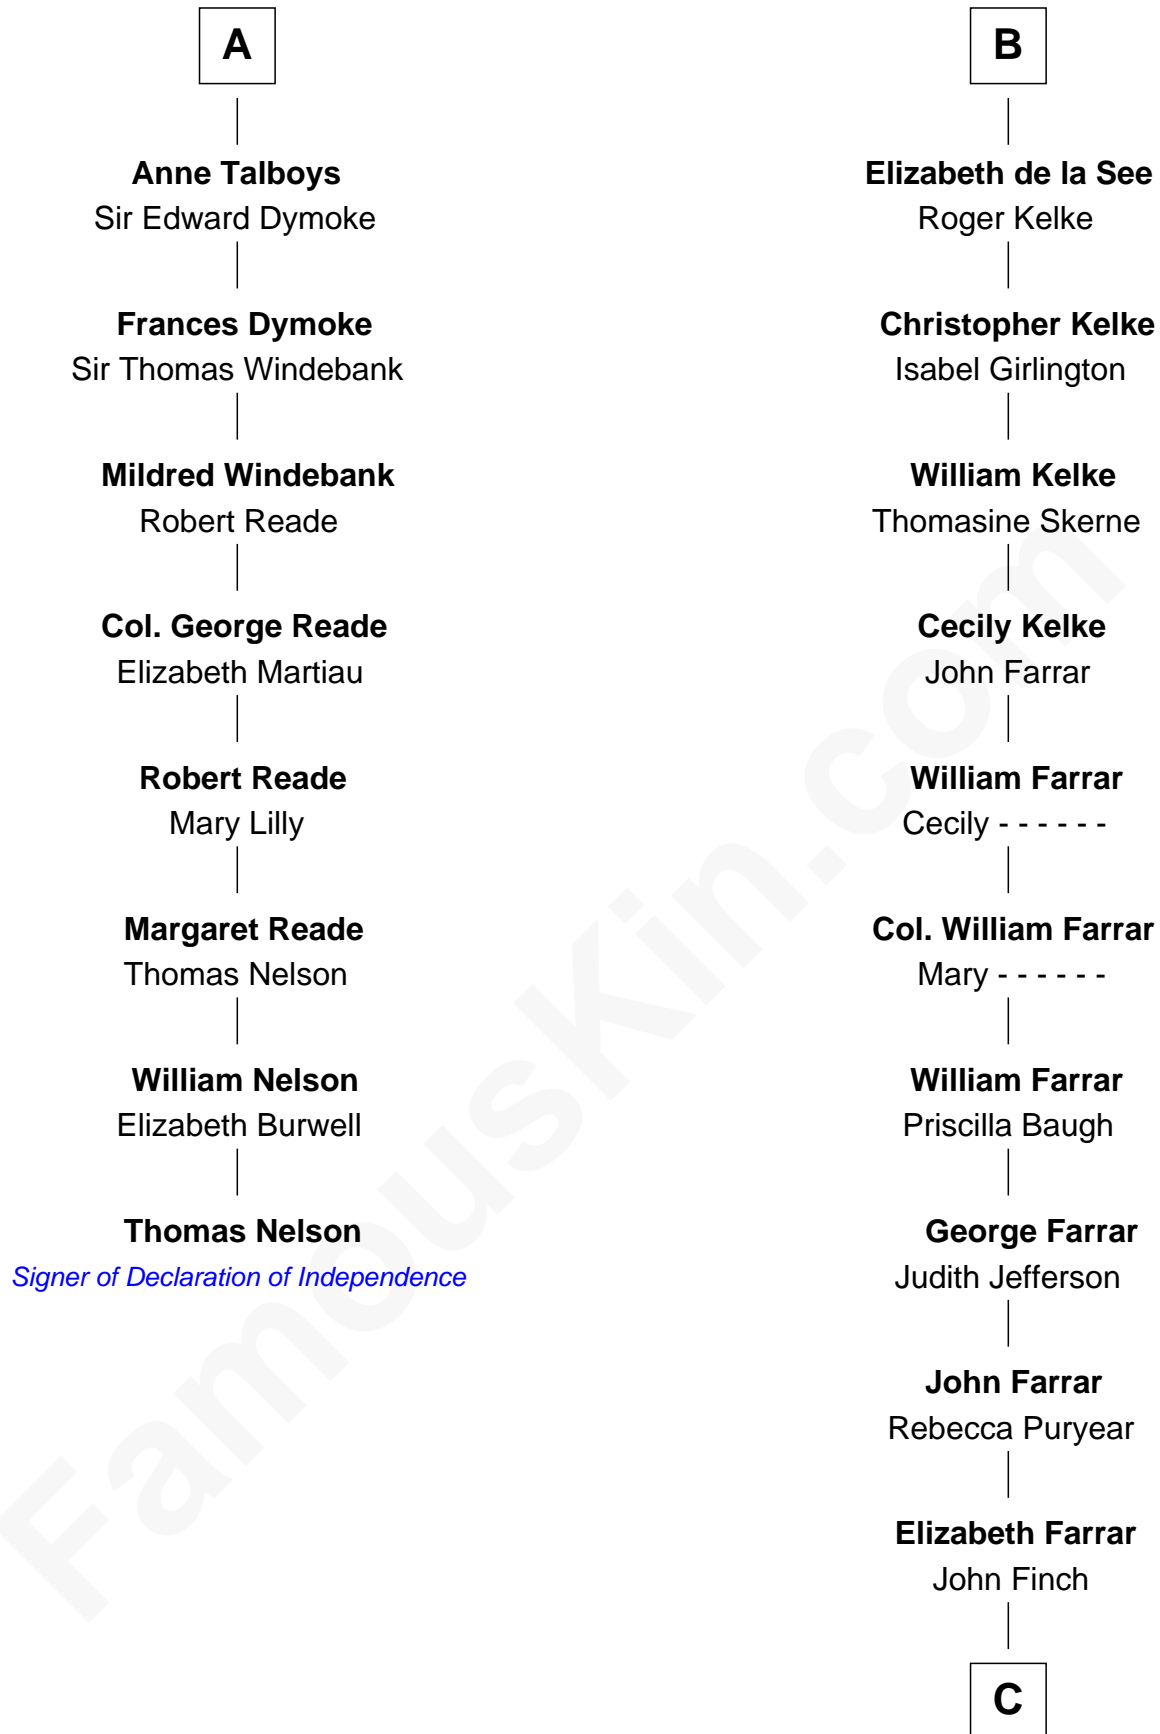 A
Anne Talboys
Sir Edward Dymoke
Frances Dymoke
Sir Thomas Windebank
Mildred Windebank
Robert Reade
Col. George Reade
Elizabeth Martiau
Robert Reade
Mary Lilly
Margaret Reade
Thomas Nelson
William Nelson
Elizabeth Burwell
Thomas Nelson
Signer of Declaration of Independence
B
Elizabeth de la See
Roger Kelke
Christopher Kelke
Isabel Girlington
William Kelke
Thomasine Skerne
Cecily Kelke
John Farrar
William Farrar
Cecily - - - - - -
Col. William Farrar
Mary - - - - - -
William Farrar
Priscilla Baugh
George Farrar
Judith Jefferson
John Farrar
Rebecca Puryear
Elizabeth Farrar
John Finch
C
FamousKin.com